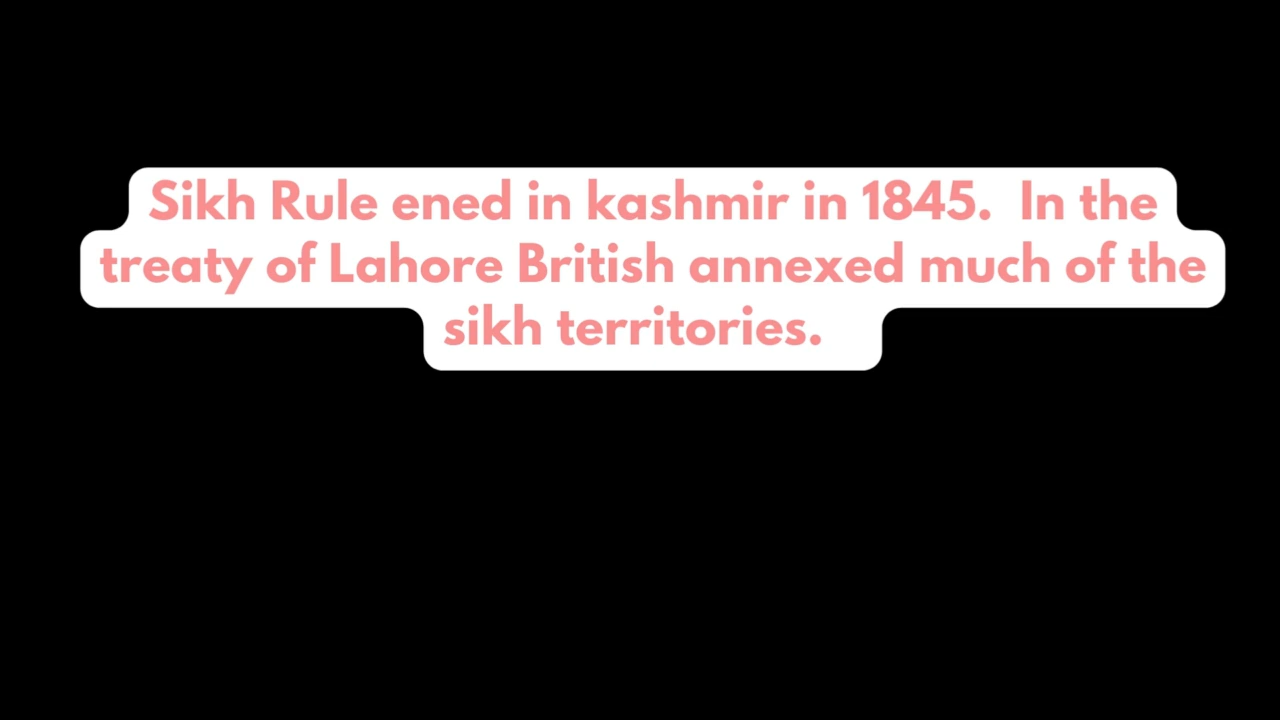 Sikh Rule ened in kashmir in 1845.  In the
treaty of Lahore British annexed much of the
sikh territories.